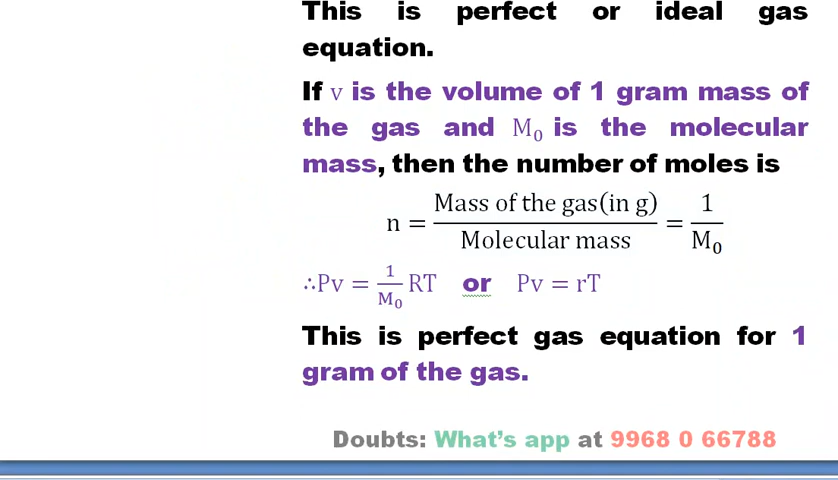 This is perfect or ideal gas
equation.
If v is the volume of 1 gram mass of
the gas and M₀ is the molecular
mass, then the number of moles is
n = Mass of the gas(in g) / Molecular mass = 1 / M₀
∴Pv = 1/M₀ RT or Pv = rT
This is perfect gas equation for 1
gram of the gas.
Doubts: What's app at 9968 0 66788